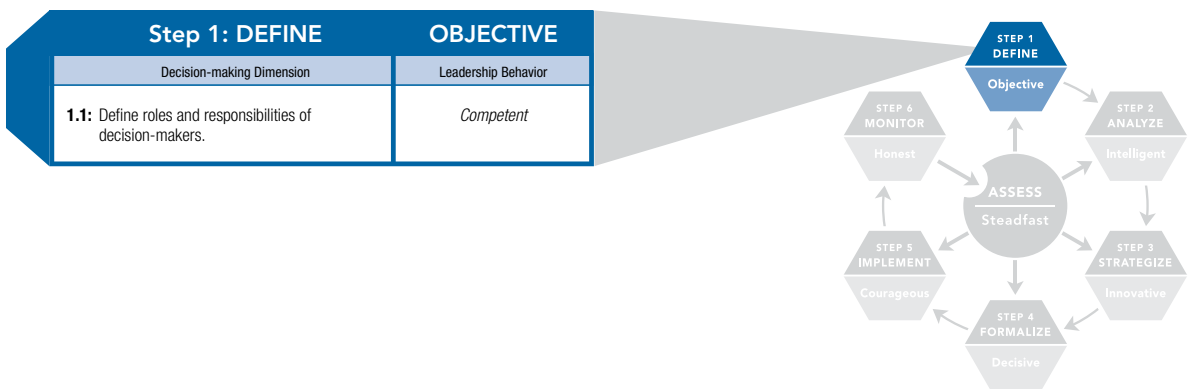 Step 1: DEFINE
OBJECTIVE
Decision-making Dimension
Leadership Behavior
1.1: Define roles and responsibilities of
decision-makers.
Competent
STEP 1
DEFINE
Objective
STEP 2
ANALYZE
Intelligent
STEP 3
STRATEGIZE
Innovative
STEP 4
FORMALIZE
Decisive
STEP 5
IMPLEMENT
Courageous
STEP 6
MONITOR
Honest
ASSESS
Steadfast